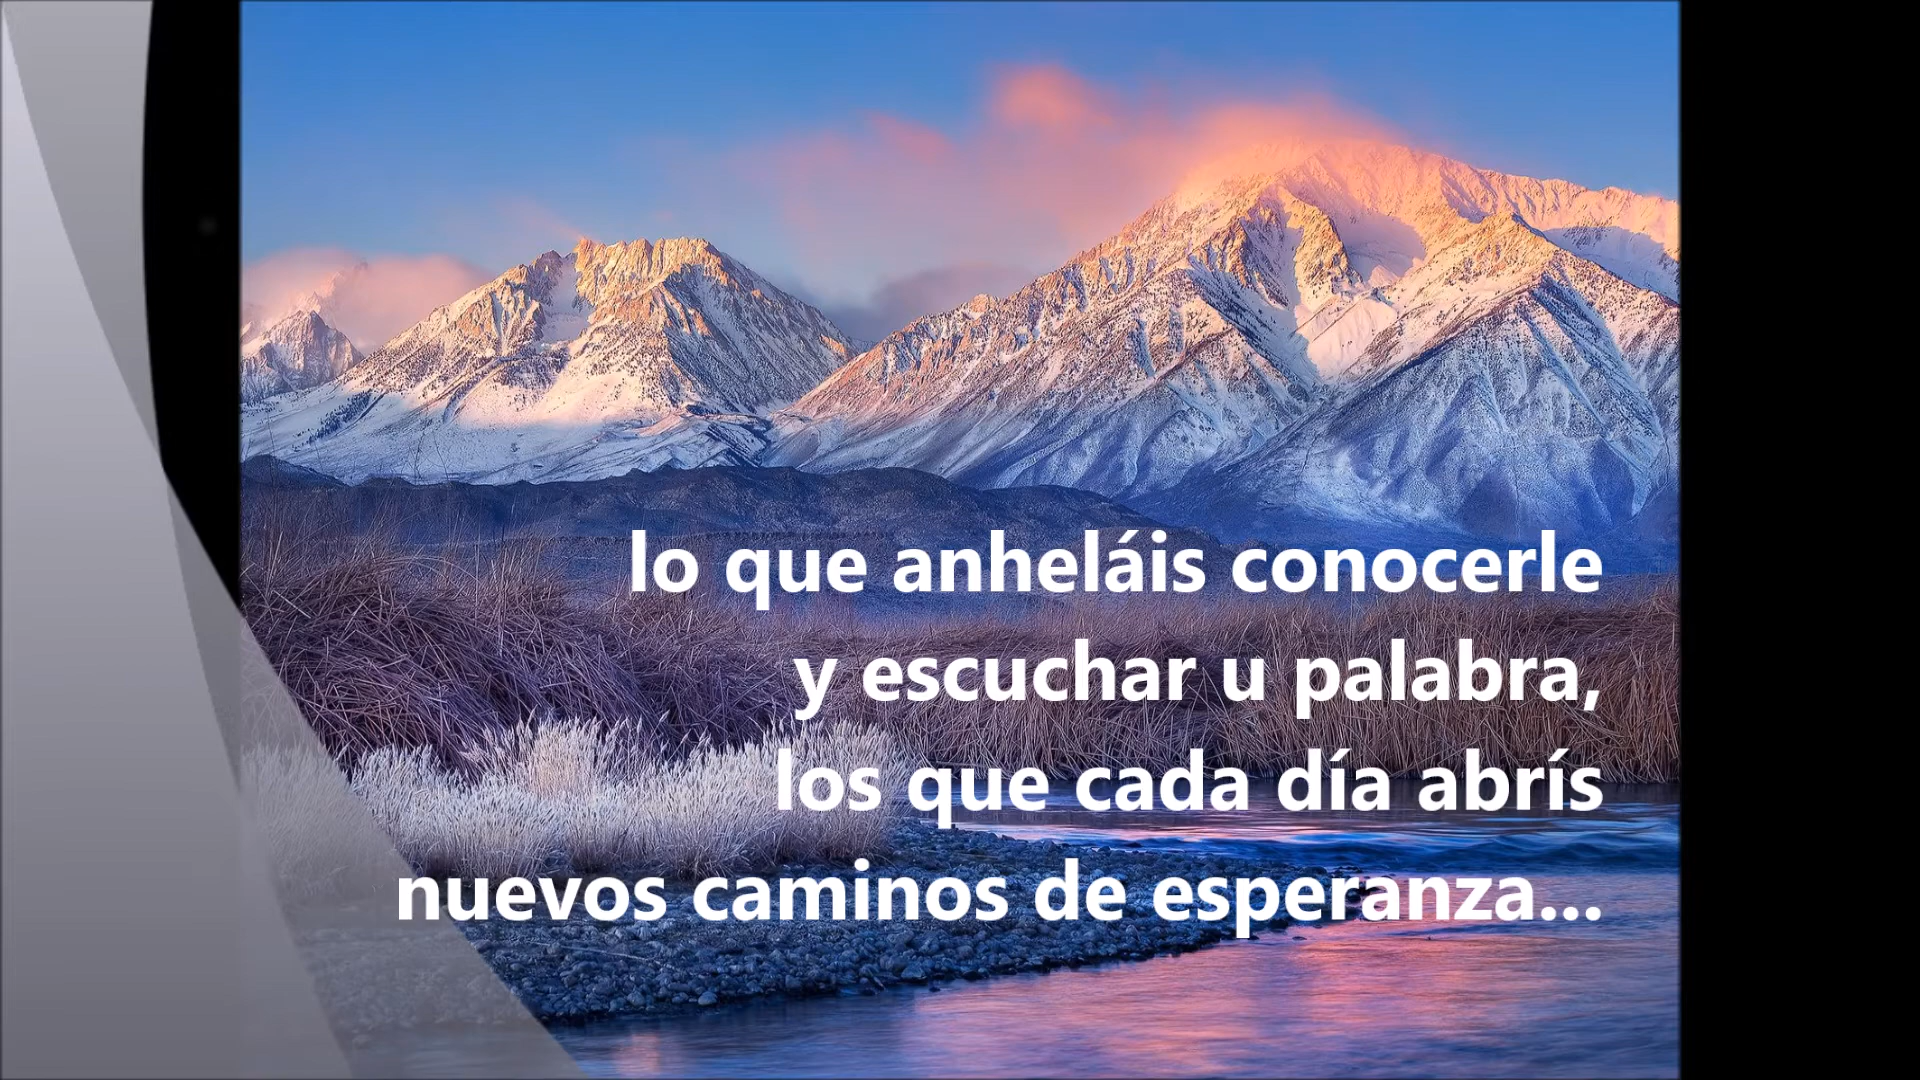 lo que anheláis conocerle
y escuchar u palabra,
los que cada día abrís
nuevos caminos de esperanza...